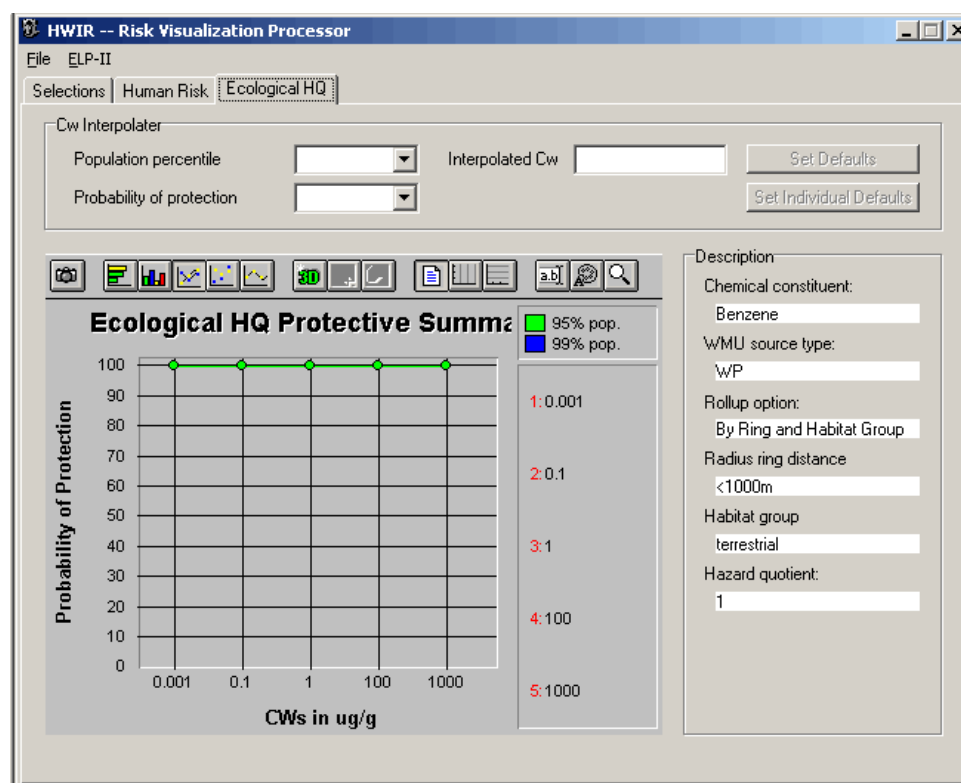 HWIR -- Risk Visualization Processor
File ELP-II
Selections Human Risk Ecological HQ
Cw Interpolater
Population percentile
Interpolated Cw
Set Defaults
Probability of protection
Set Individual Defaults
3D
a.b
Ecological HQ Protective Summa
95% pop.
99% pop.
Probability of Protection
100
90
80
70
60
50
40
30
20
10
0
0.001 0.1 1 100 1000
CWs in ug/g
1: 0.001
2: 0.1
3: 1
4: 100
5: 1000
Description
Chemical constituent:
Benzene
WMU source type:
WP
Rollup option:
By Ring and Habitat Group
Radius ring distance
<1000m
Habitat group
terrestrial
Hazard quotient:
1